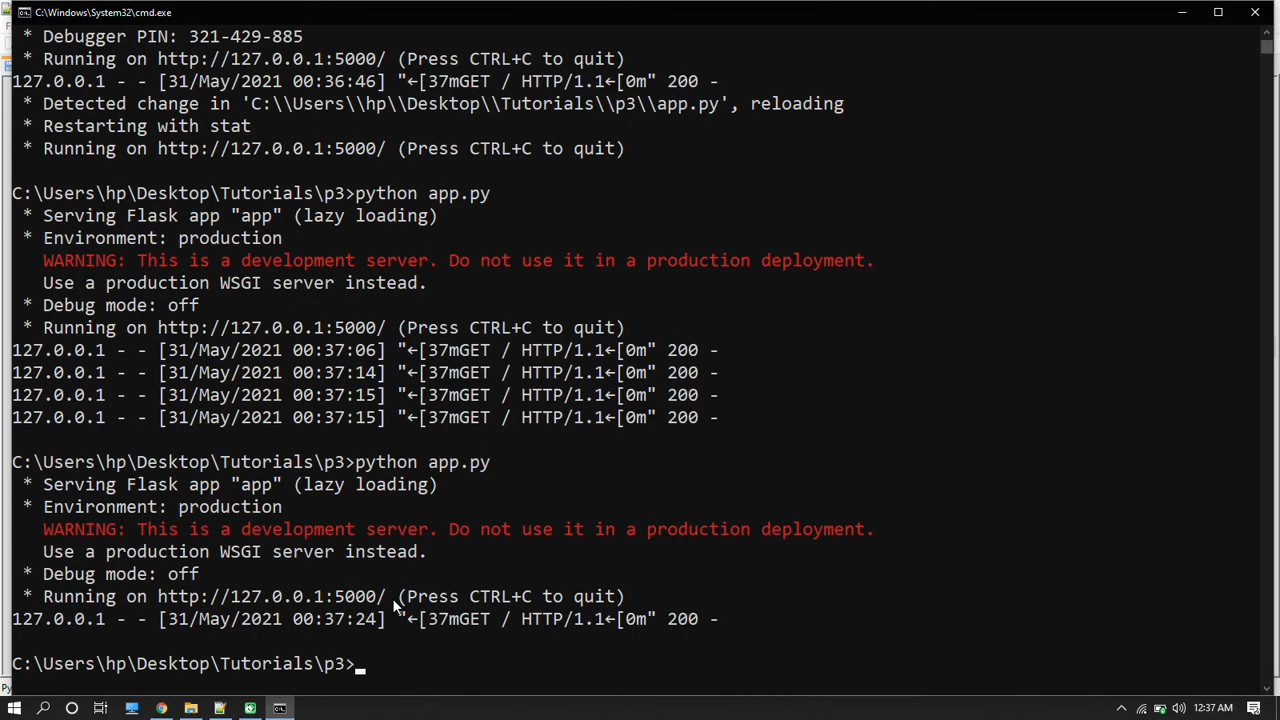 C:\Windows\System32\cmd.exe
* Debugger PIN: 321-429-885
* Running on http://127.0.0.1:5000/ (Press CTRL+C to quit)
127.0.0.1 - - [31/May/2021 00:36:46] "←[37mGET / HTTP/1.1←[0m" 200 -
* Detected change in 'C:\\Users\\hp\\Desktop\\Tutorials\\p3\\app.py', reloading
* Restarting with stat
* Running on http://127.0.0.1:5000/ (Press CTRL+C to quit)
C:\Users\hp\Desktop\Tutorials\p3>python app.py
* Serving Flask app "app" (lazy loading)
* Environment: production
WARNING: This is a development server. Do not use it in a production deployment.
Use a production WSGI server instead.
* Debug mode: off
* Running on http://127.0.0.1:5000/ (Press CTRL+C to quit)
127.0.0.1 - - [31/May/2021 00:37:06] "←[37mGET / HTTP/1.1←[0m" 200 -
127.0.0.1 - - [31/May/2021 00:37:14] "←[37mGET / HTTP/1.1←[0m" 200 -
127.0.0.1 - - [31/May/2021 00:37:15] "←[37mGET / HTTP/1.1←[0m" 200 -
127.0.0.1 - - [31/May/2021 00:37:15] "←[37mGET / HTTP/1.1←[0m" 200 -
C:\Users\hp\Desktop\Tutorials\p3>python app.py
* Serving Flask app "app" (lazy loading)
* Environment: production
WARNING: This is a development server. Do not use it in a production deployment.
Use a production WSGI server instead.
* Debug mode: off
* Running on http://127.0.0.1:5000/ (Press CTRL+C to quit)
127.0.0.1 - - [31/May/2021 00:37:24] "←[37mGET / HTTP/1.1←[0m" 200 -
C:\Users\hp\Desktop\Tutorials\p3>
Py
12:37 AM